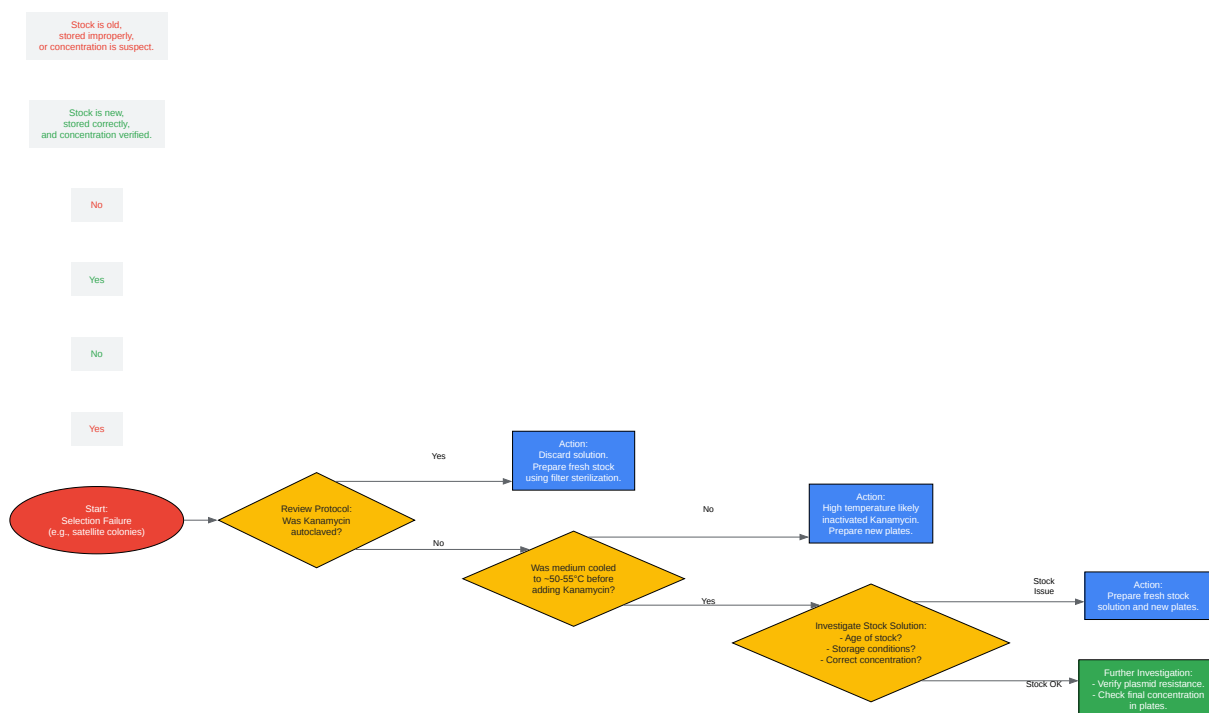 Stock is old,
stored improperly,
or concentration is suspect.
Stock is new,
stored correctly,
and concentration verified.
No
Yes
No
Yes
Start:
Selection Failure
(e.g., satellite colonies)
Review Protocol:
Was Kanamycin
autoclaved?
Yes
Action:
Discard solution.
Prepare fresh stock
using filter sterilization.
No
Was medium cooled
to ~50-55°C before
adding Kanamycin?
No
Action:
High temperature likely
inactivated Kanamycin.
Prepare new plates.
Yes
Investigate Stock Solution:
- Age of stock?
- Storage conditions?
- Correct concentration?
Stock
Issue
Action:
Prepare fresh stock
solution and new plates.
Stock OK
Further Investigation:
- Verify plasmid resistance.
- Check final concentration
in plates.